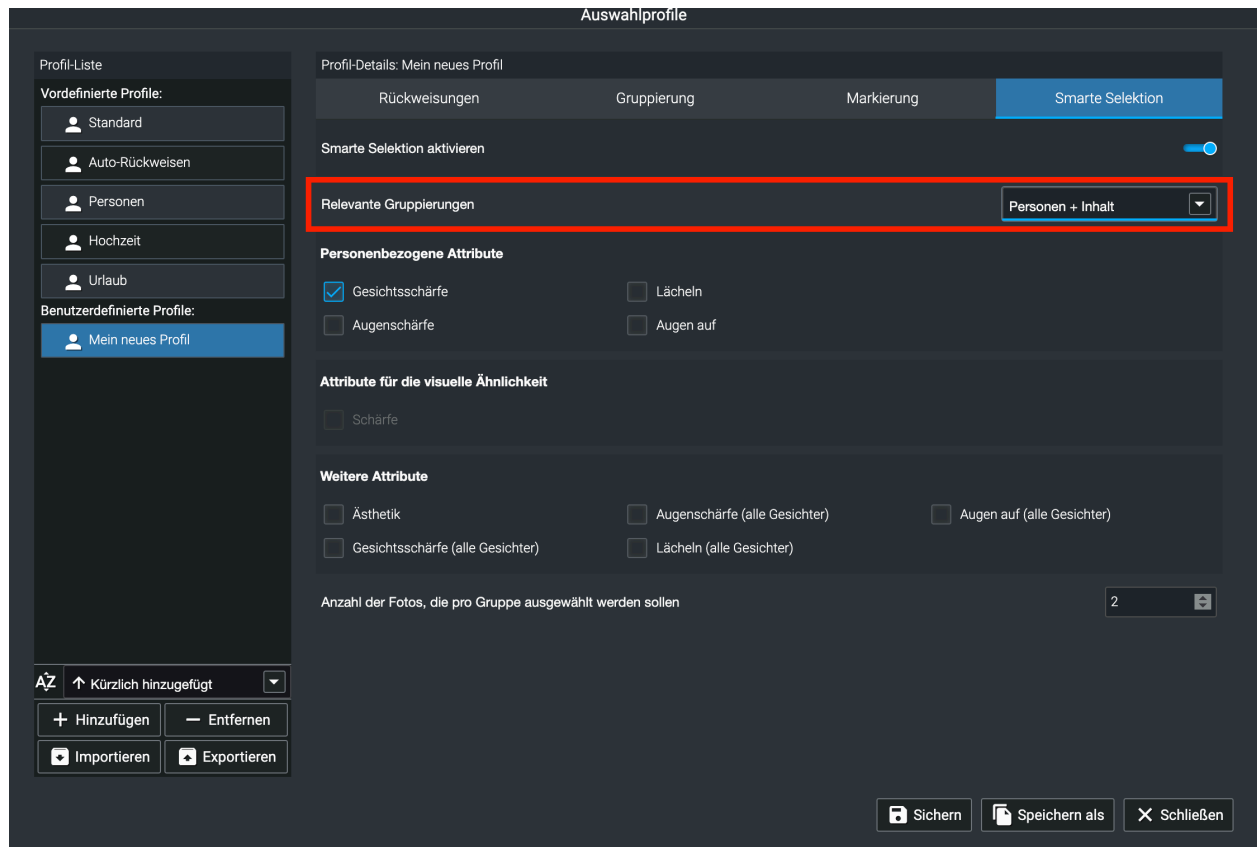 Auswahlprofile
Profil-Liste
Vordefinierte Profile:
Standard
Auto-Rückweisen
Personen
Hochzeit
Urlaub
Benutzerdefinierte Profile:
Mein neues Profil
AZ
Kürzlich hinzugefügt
Hinzufügen Entfernen
Importieren Exportieren
Profil-Details: Mein neues Profil
Rückweisungen Gruppierung Markierung Smarte Selektion
Smarte Selektion aktivieren
Relevante Gruppierungen Personen + Inhalt
Personenbezogene Attribute
Gesichtsschärfe Lächeln
Augenschärfe Augen auf
Attribute für die visuelle Ähnlichkeit
Schärfe
Weitere Attribute
Ästhetik Augenschärfe (alle Gesichter) Augen auf (alle Gesichter)
Gesichtsschärfe (alle Gesichter) Lächeln (alle Gesichter)
Anzahl der Fotos, die pro Gruppe ausgewählt werden sollen 2
Sichern Speichern als Schließen